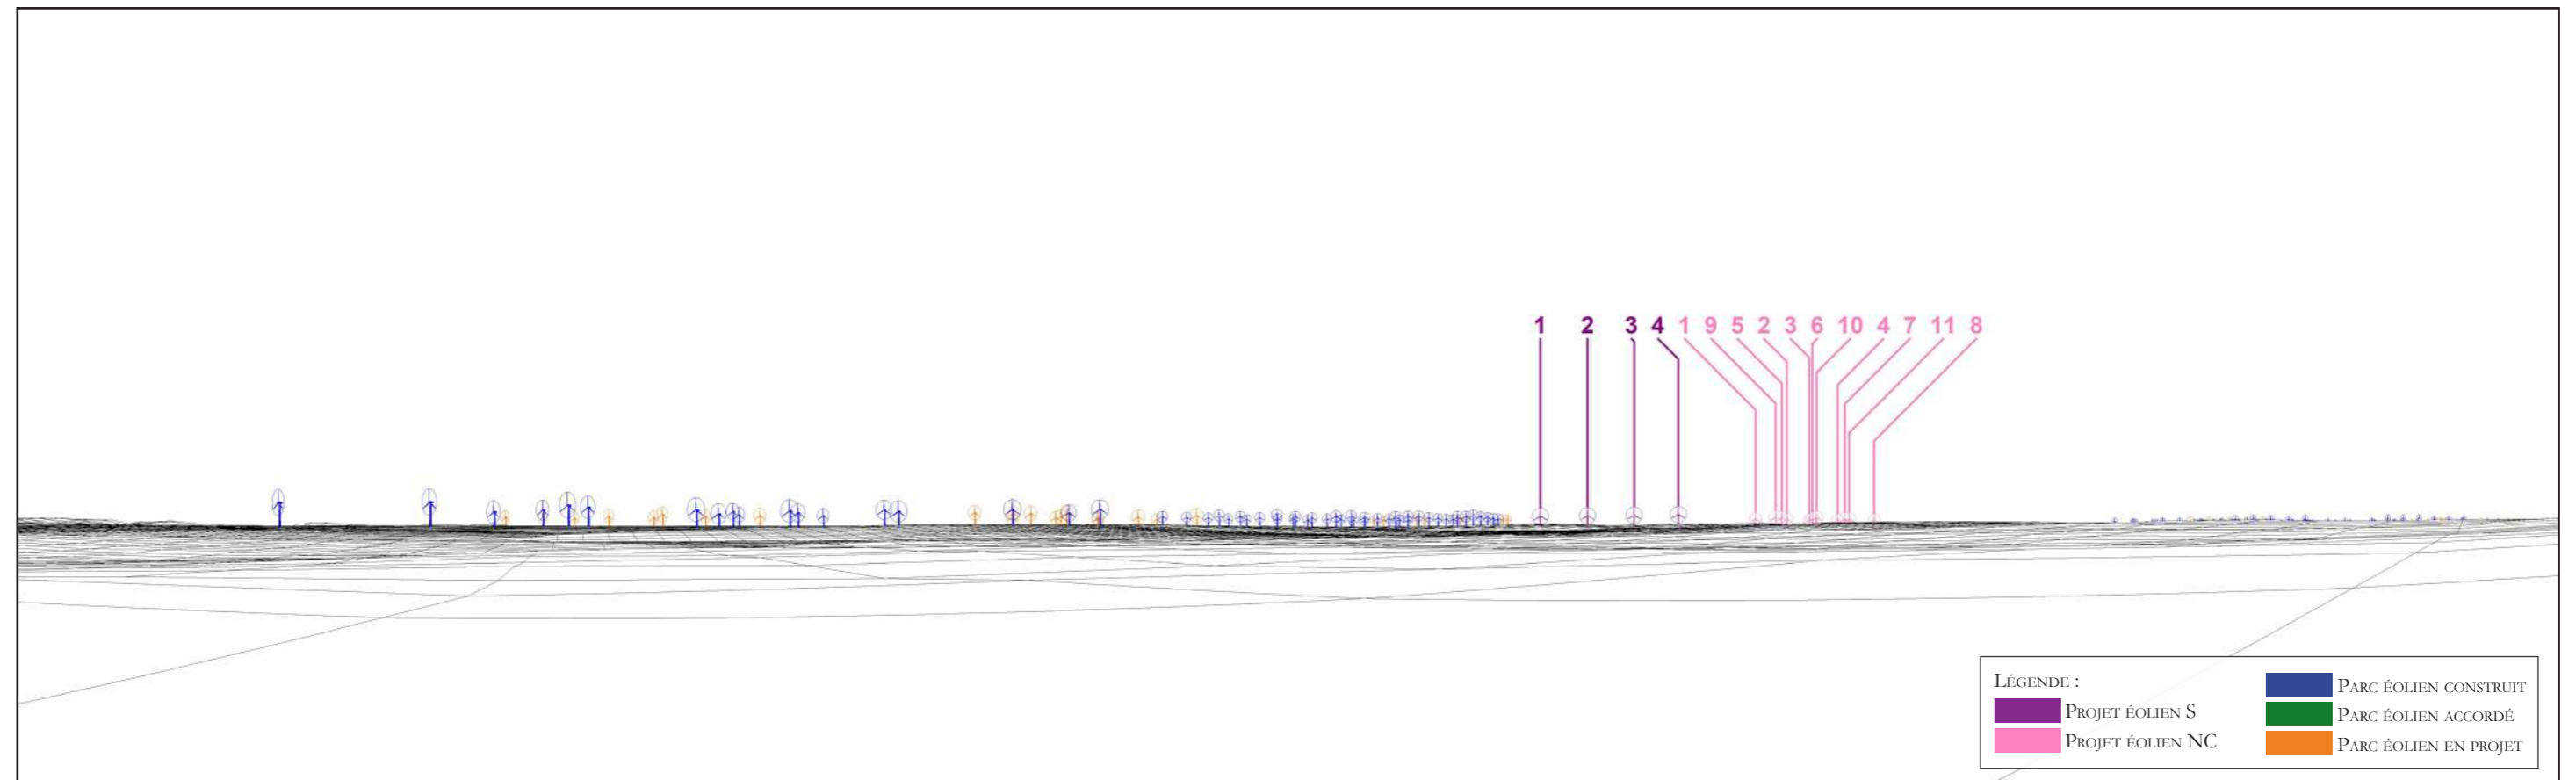 1 2 3 4 1 9 5 2 3 6 10 4 7 11 8
LÉGENDE :
PROJET ÉOLIEN S
PROJET ÉOLIEN NC
PARC ÉOLIEN CONSTRUIT
PARC ÉOLIEN ACCORDÉ
PARC ÉOLIEN EN PROJET